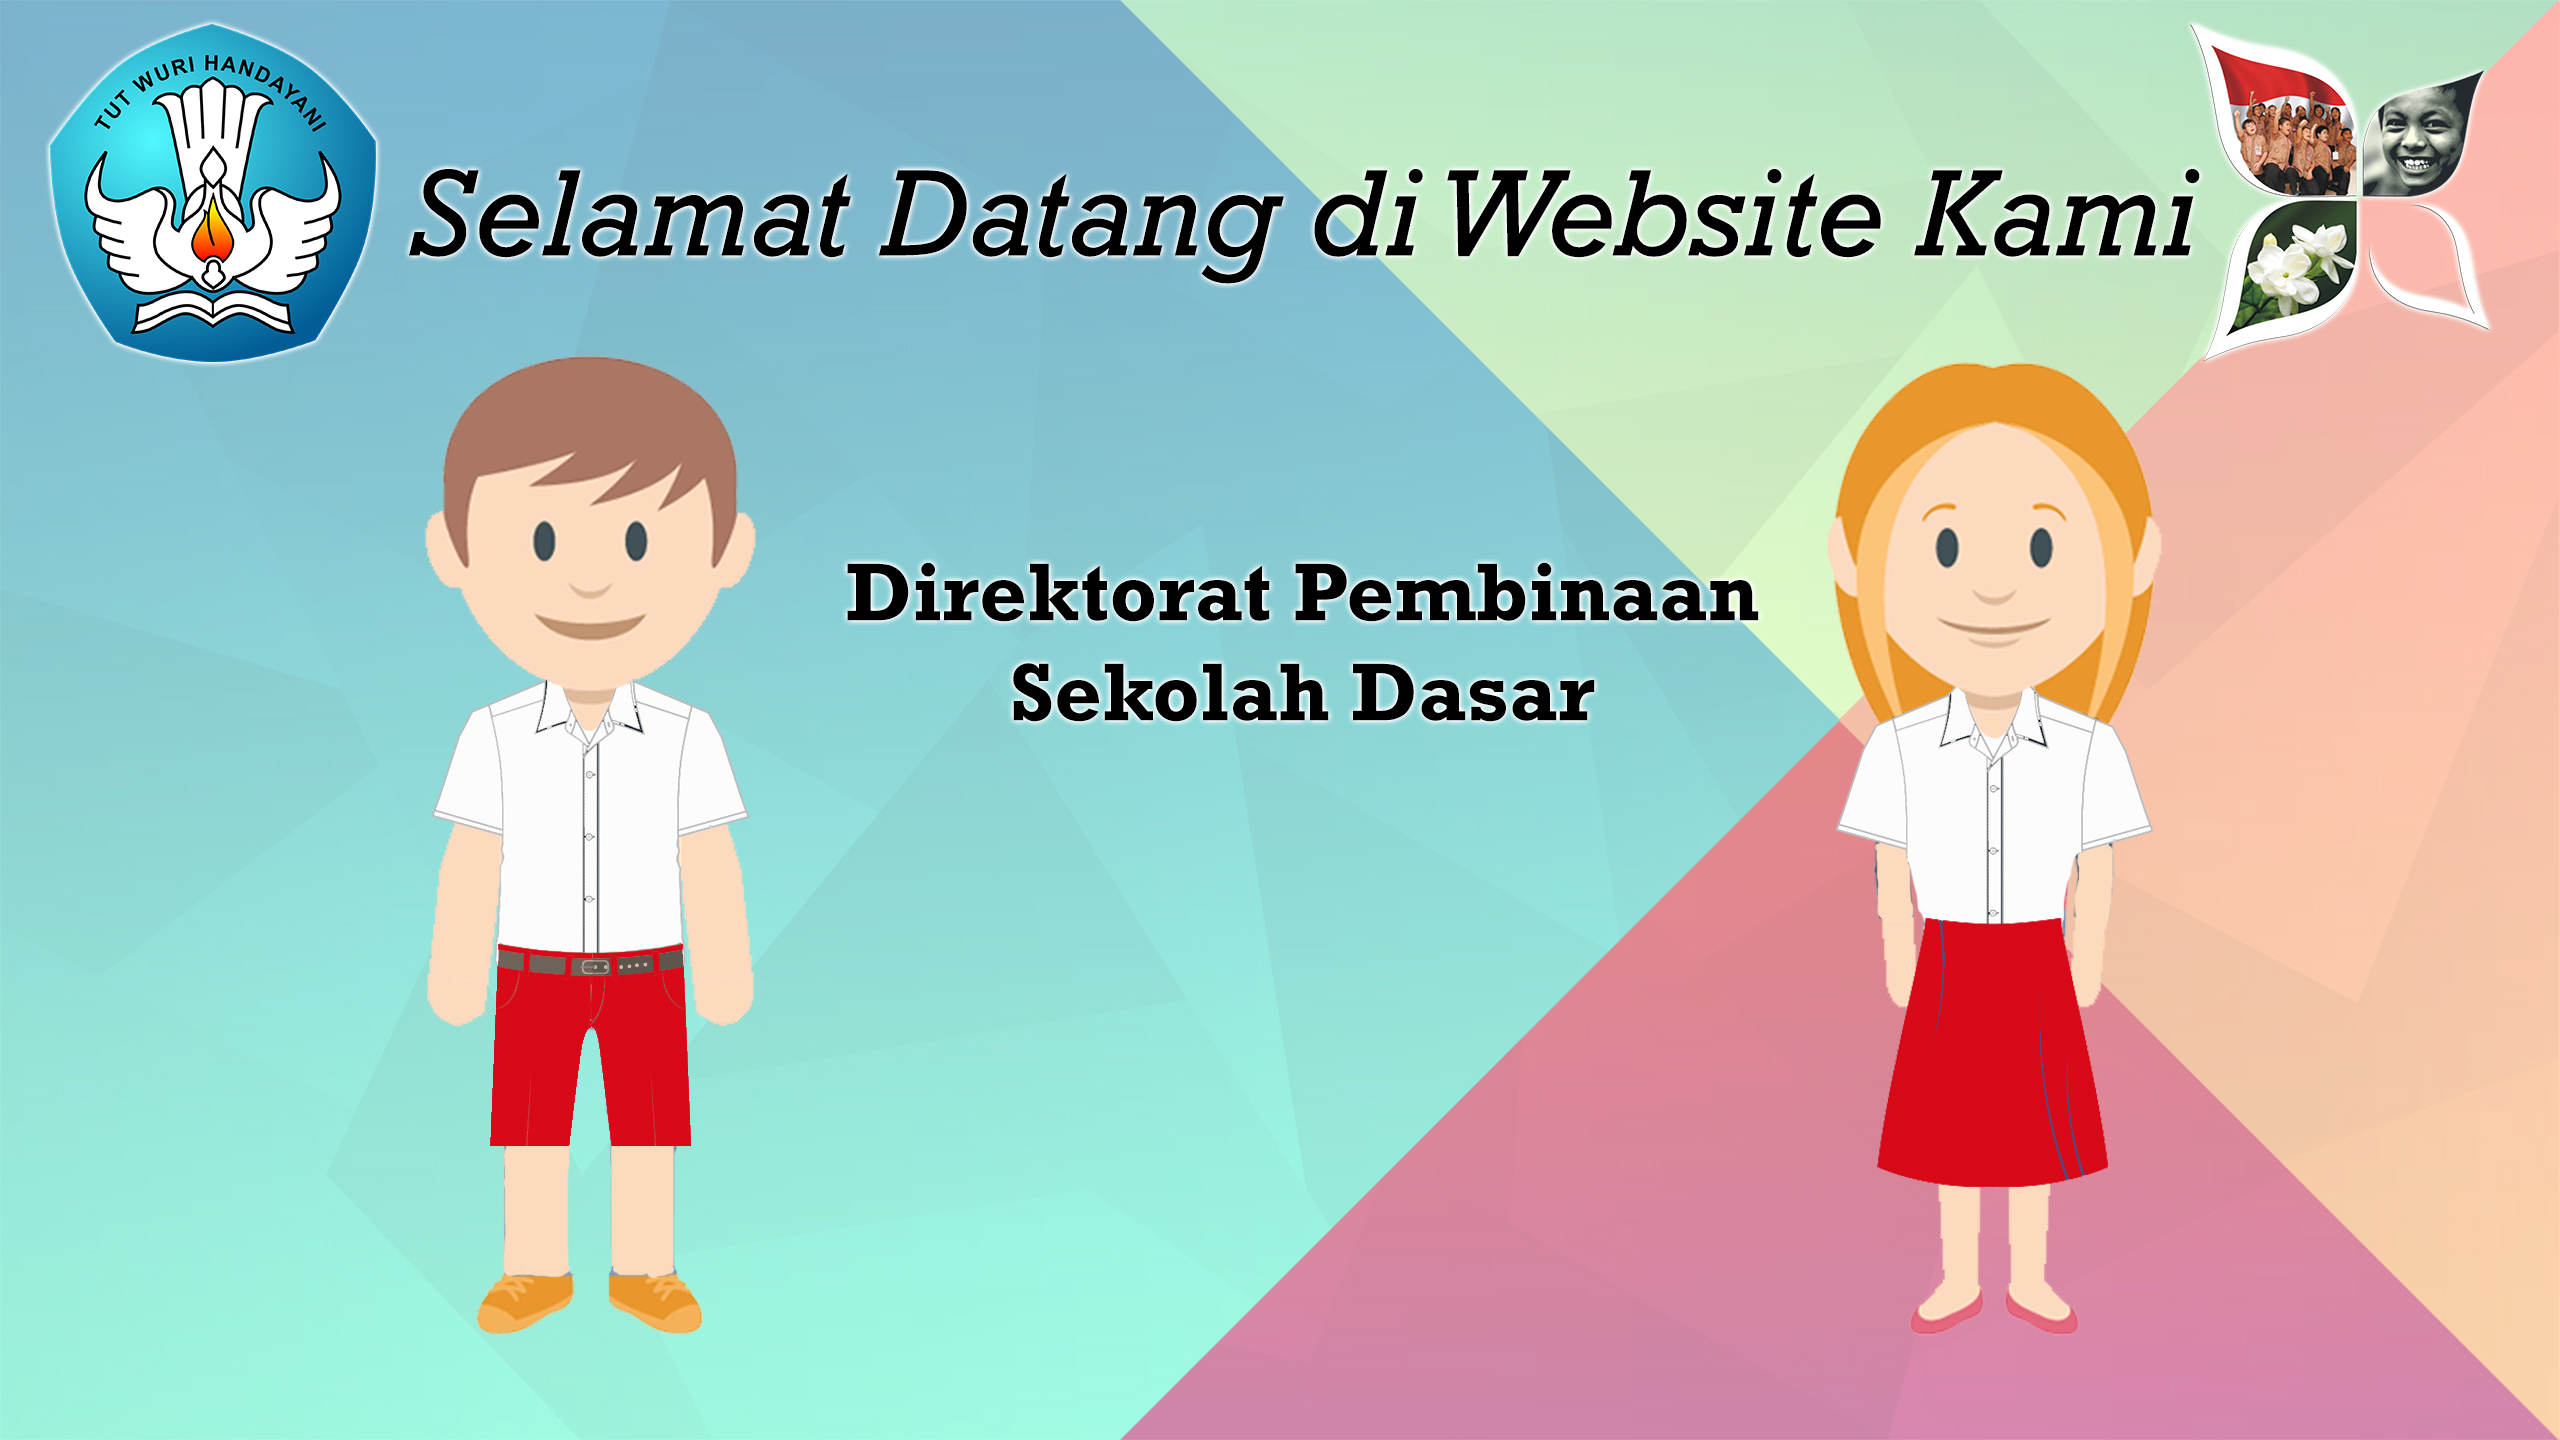 TUT WURI HANDAYANI
Selamat Datang di Website Kami
Direktorat Pembinaan
Sekolah Dasar